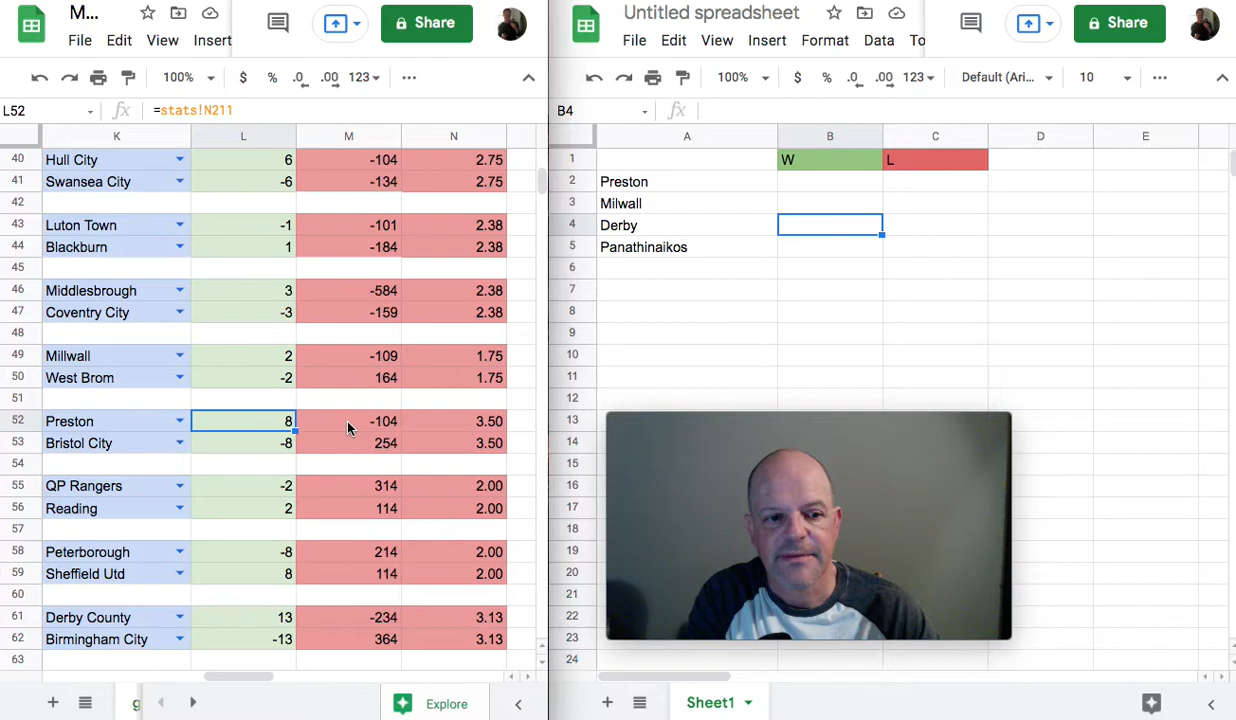 M...
File Edit View Insert
Share
100% $ % .0 .00 123 ...
L52 fx =stats!N211
K L M N
40 Hull City 6 -104 2.75
41 Swansea City -6 -134 2.75
42
43 Luton Town -1 -101 2.38
44 Blackburn 1 -184 2.38
45
46 Middlesbrough 3 -584 2.38
47 Coventry City -3 -159 2.38
48
49 Millwall 2 -109 1.75
50 West Brom -2 164 1.75
51
52 Preston 8 -104 3.50
53 Bristol City -8 254 3.50
54
55 QP Rangers -2 314 2.00
56 Reading 2 114 2.00
57
58 Peterborough -8 214 2.00
59 Sheffield Utd 8 114 2.00
60
61 Derby County 13 -234 3.13
62 Birmingham City -13 364 3.13
63
g Explore
Untitled spreadsheet
File Edit View Insert Format Data To
Share
100% $ % .0 .00 123 Default (Ari... 10 ...
B4 fx
A B C D E
1 W L
2 Preston
3 Milwall
4 Derby
5 Panathinaikos
6
7
8
9
10
11
12
13
14
15
16
17
18
19
20
21
22
23
24
Sheet1